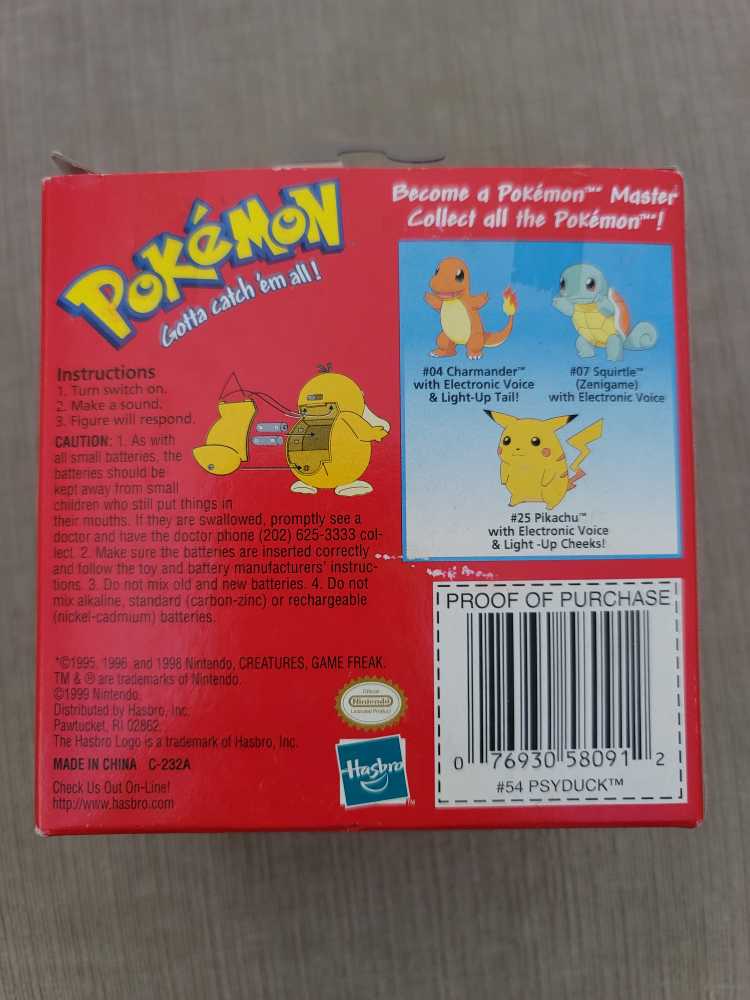 POKéMON
Gotta catch 'em all!
Become a Pokémon™* Master
Collect all the Pokémon™*!
#04 Charmander™
with Electronic Voice
& Light-Up Tail!
#07 Squirtle™
(Zenigame)
with Electronic Voice
#25 Pikachu™
with Electronic Voice
& Light -Up Cheeks!
Instructions
1. Turn switch on.
2. Make a sound.
3. Figure will respond.
CAUTION: 1. As with
all small batteries, the
batteries should be
kept away from small
children who still put things in
their mouths. If they are swallowed, promptly see a
doctor and have the doctor phone (202) 625-3333 col-
lect. 2. Make sure the batteries are inserted correctly
and follow the toy and battery manufacturers' instruc-
tions. 3. Do not mix old and new batteries. 4. Do not
mix alkaline, standard (carbon-zinc) or rechargeable
(nickel-cadmium) batteries.
*©1995, 1996 and 1998 Nintendo, CREATURES, GAME FREAK.
TM & ® are trademarks of Nintendo.
©1999 Nintendo.
Distributed by Hasbro, Inc.
Pawtucket, RI 02862.
The Hasbro Logo is a trademark of Hasbro, Inc.
MADE IN CHINA C-232A
Check Us Out On-Line!
http://www.hasbro.com
Official
Nintendo
Licensed Product
Hasbro
TM
PROOF OF PURCHASE
0 76930 58091 2
#54 PSYDUCK™